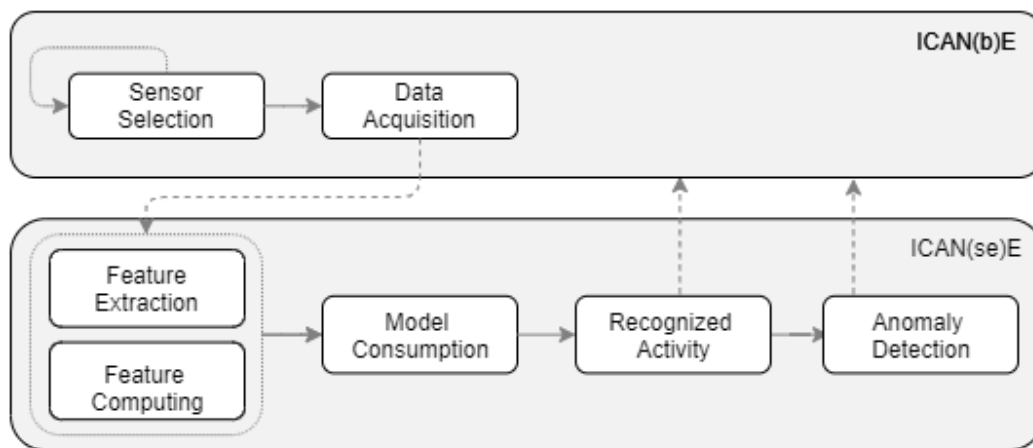 ICAN(b)E
Sensor
Selection
Data
Acquisition
ICAN(se)E
Feature
Extraction
Feature
Computing
Model
Consumption
Recognized
Activity
Anomaly
Detection